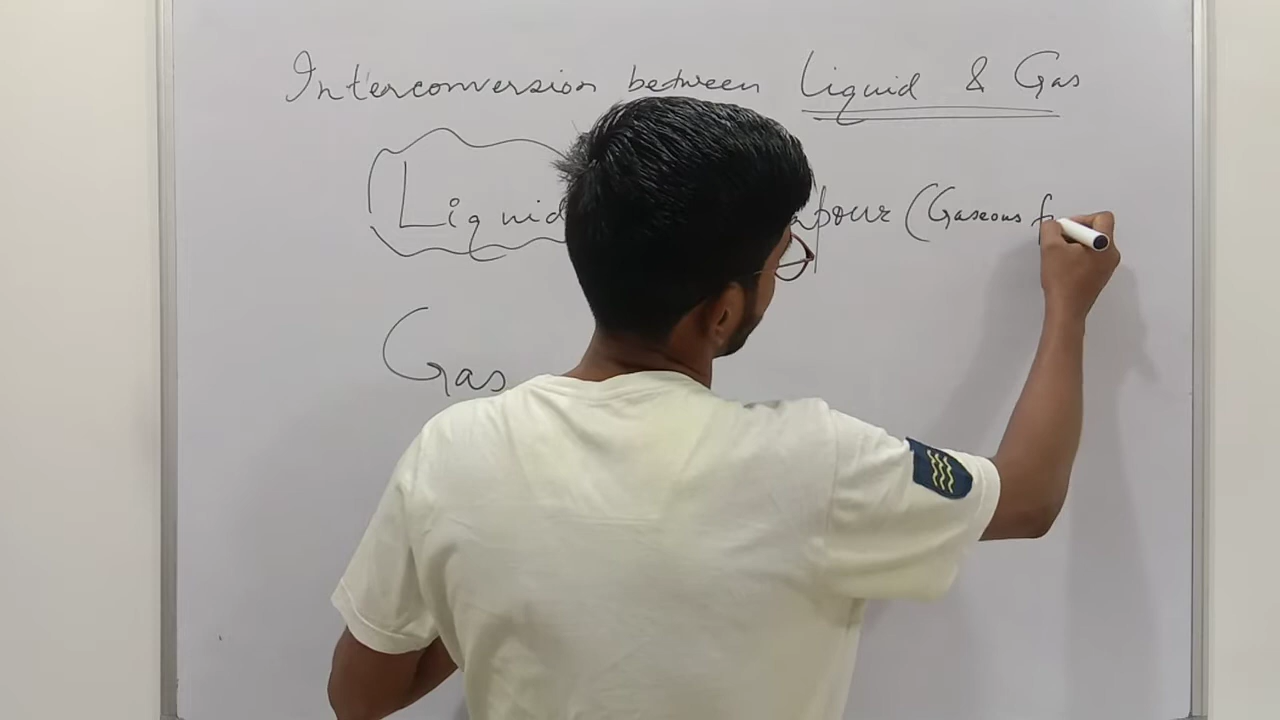 Interconversion between Liquid & Gas
Liquid apour (Gaseous f
Gas